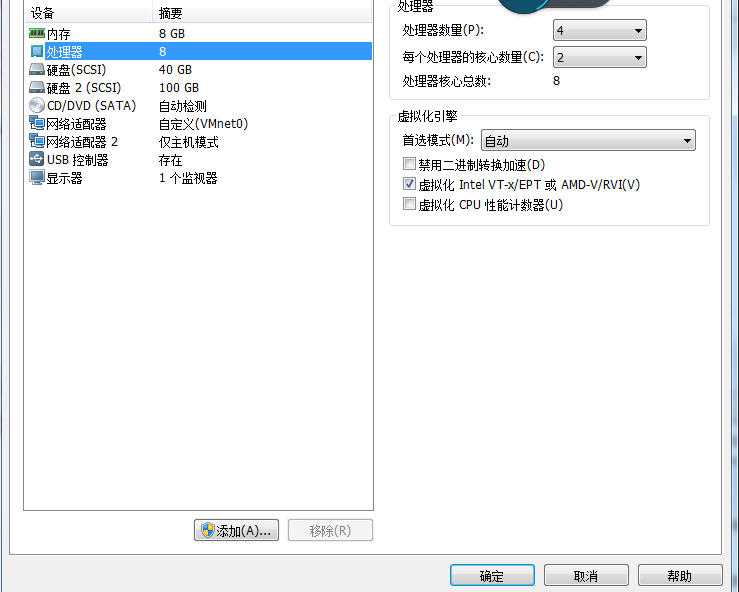 设备 摘要
内存 8 GB
处理器 8
硬盘(SCSI) 40 GB
硬盘 2 (SCSI) 100 GB
CD/DVD (SATA) 自动检测
网络适配器 自定义(VMnet0)
网络适配器 2 仅主机模式
USB 控制器 存在
显示器 1 个监视器
添加(A)... 移除(R)
处理器
处理器数量(P): 4
每个处理器的核心数量(C): 2
处理器核心总数: 8
虚拟化引擎
首选模式(M): 自动
禁用二进制转换加速(D)
虚拟化 Intel VT-x/EPT 或 AMD-V/RVI(V)
虚拟化 CPU 性能计数器(U)
确定 取消 帮助